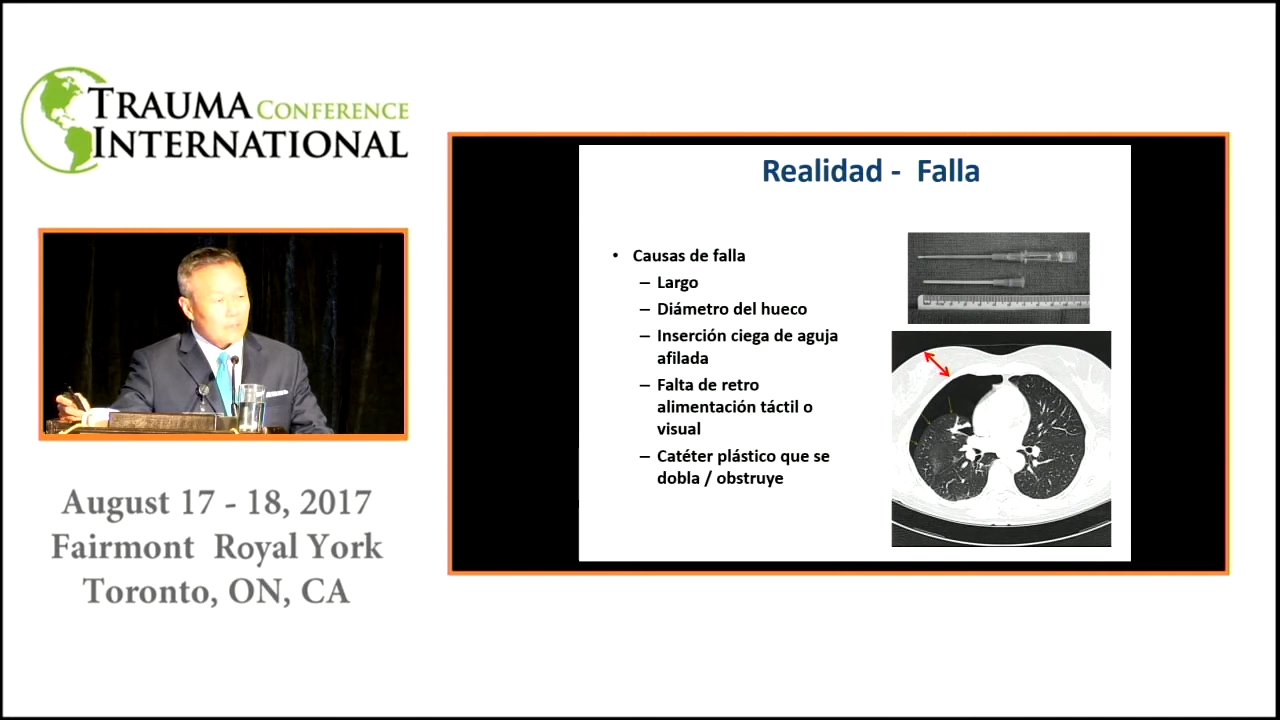 TRAUMA CONFERENCE
INTERNATIONAL
August 17 - 18, 2017
Fairmont Royal York
Toronto, ON, CA
Realidad - Falla
• Causas de falla
– Largo
– Diámetro del hueco
– Inserción ciega de aguja
afilada
– Falta de retro
alimentación táctil o
visual
– Catéter plástico que se
dobla / obstruye